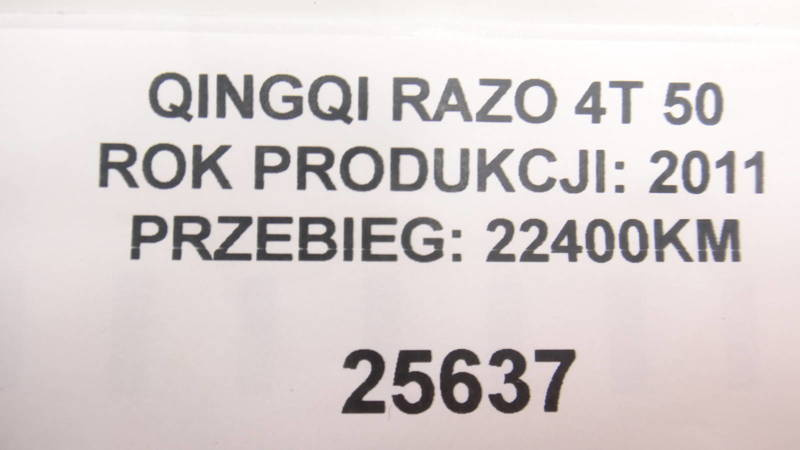 QINGQI RAZO 4T 50
ROK PRODUKCJI: 2011
PRZEBIEG: 22400KM
25637